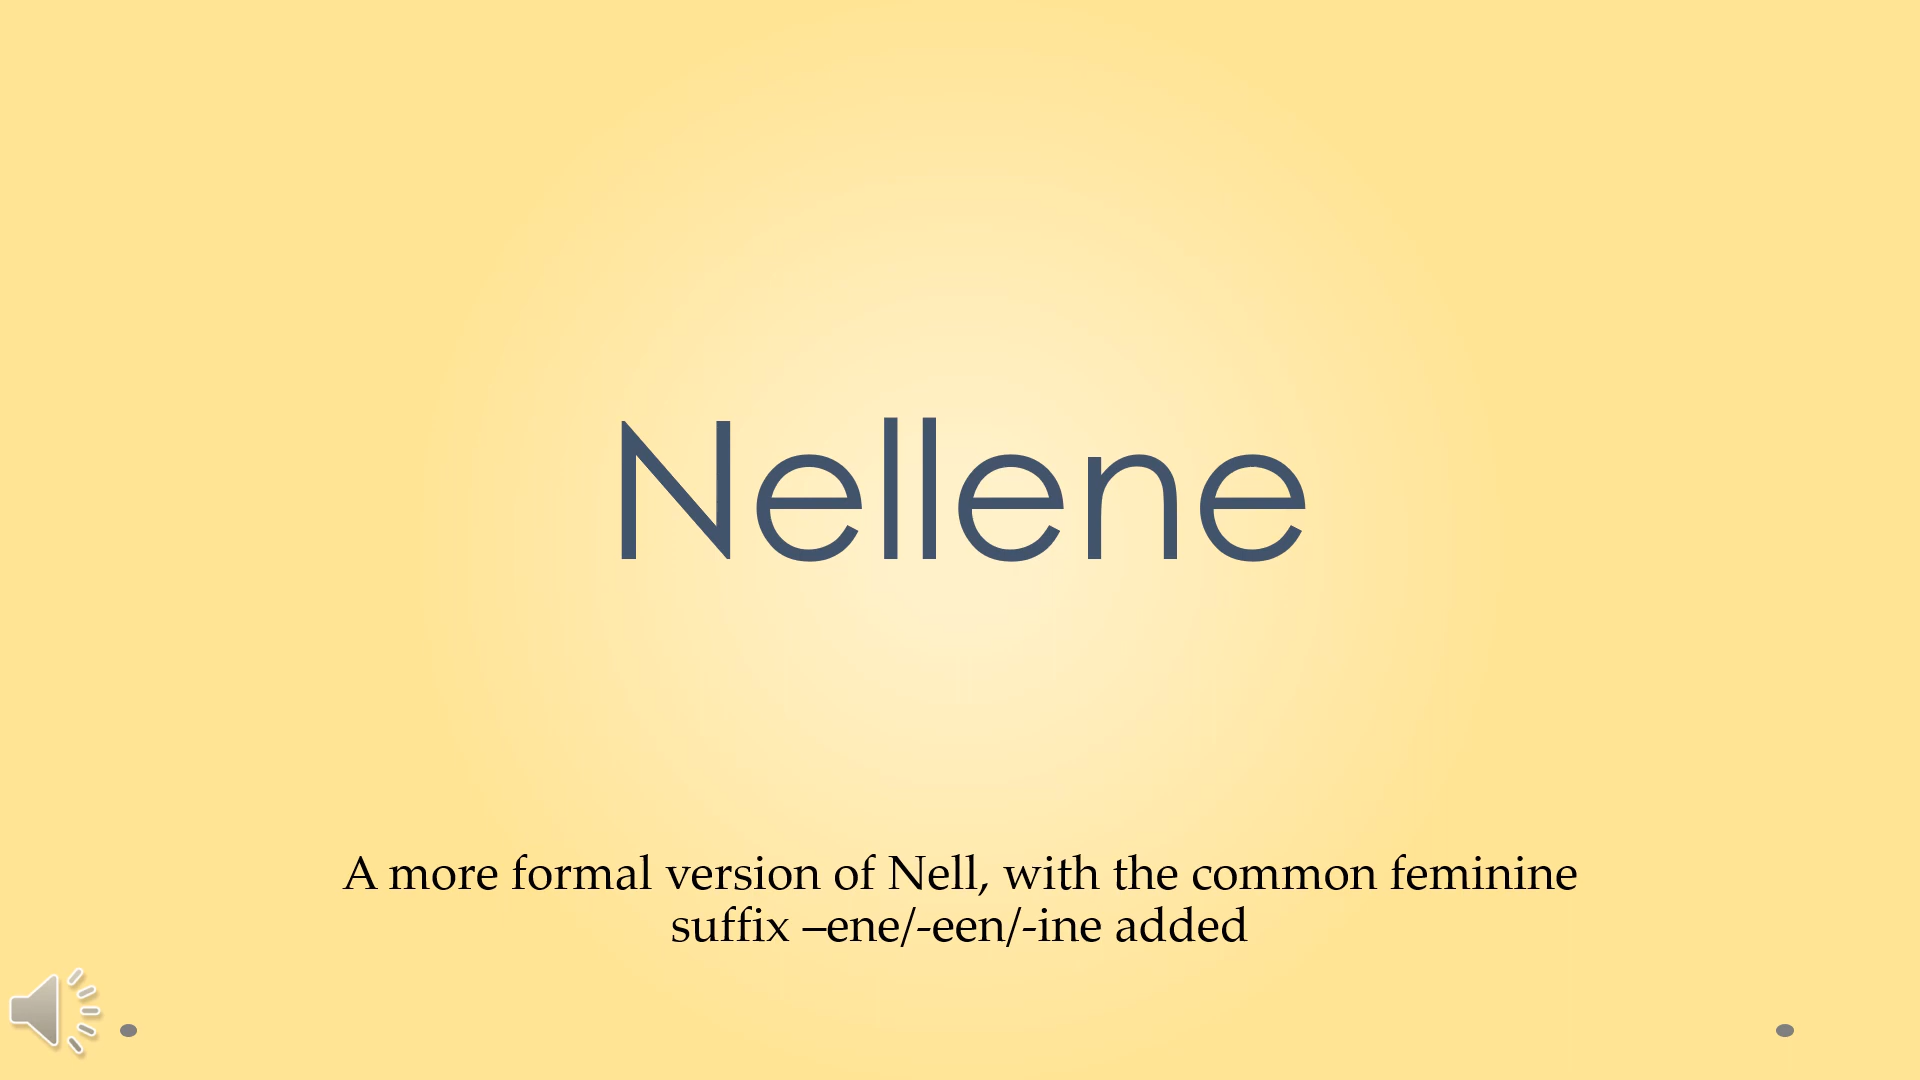 Nellene
A more formal version of Nell, with the common feminine
suffix –ene/-een/-ine added